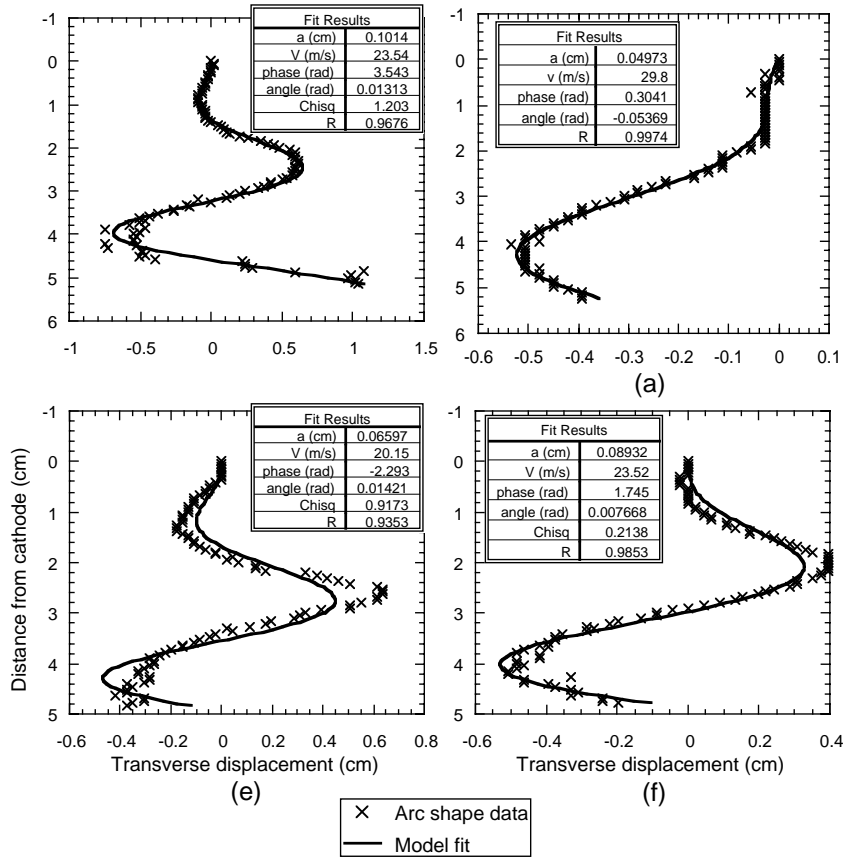 -1
0
1
2
3
4
5
6
-1 -0.5 0 0.5 1 1.5
Fit Results
a (cm) 0.1014
V (m/s) 23.54
phase (rad) 3.543
angle (rad) 0.01313
Chisq 1.203
R 0.9676
-1
0
1
2
3
4
5
6
-0.6 -0.5 -0.4 -0.3 -0.2 -0.1 0 0.1
Fit Results
a (cm) 0.04973
v (m/s) 29.8
phase (rad) 0.3041
angle (rad) -0.05369
R 0.9974
(a)
Distance from cathode (cm)
-1
0
1
2
3
4
5
-0.6 -0.4 -0.2 0 0.2 0.4 0.6 0.8
Transverse displacement (cm)
Fit Results
a (cm) 0.06597
V (m/s) 20.15
phase (rad) -2.293
angle (rad) 0.01421
Chisq 0.9173
R 0.9353
(e)
-1
0
1
2
3
4
5
-0.6 -0.4 -0.2 0 0.2 0.4
Transverse displacement (cm)
Fit Results
a (cm) 0.08932
V (m/s) 23.52
phase (rad) 1.745
angle (rad) 0.007668
Chisq 0.2138
R 0.9853
(f)
Arc shape data
Model fit